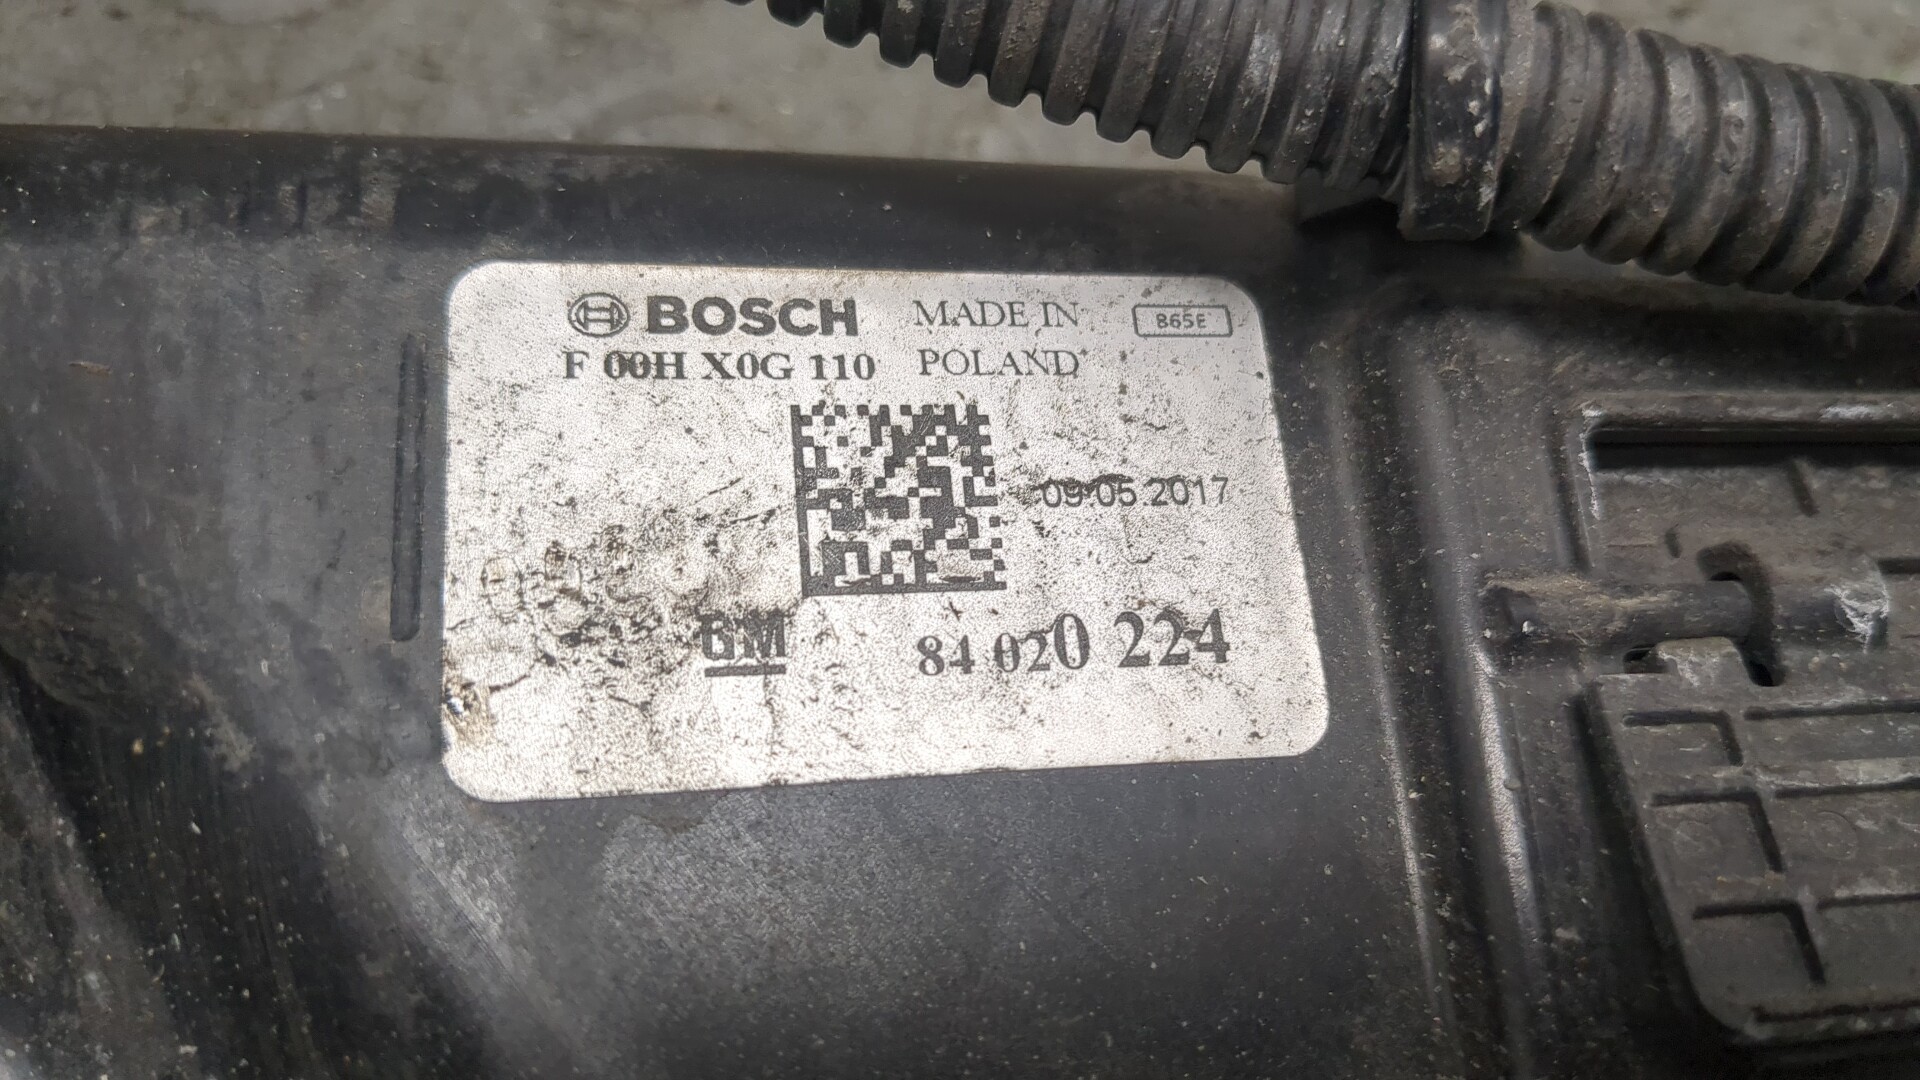 BOSCH MADE IN 865E
F 00H X0G 110 POLAND
09.05.2017
GM 84 020 224